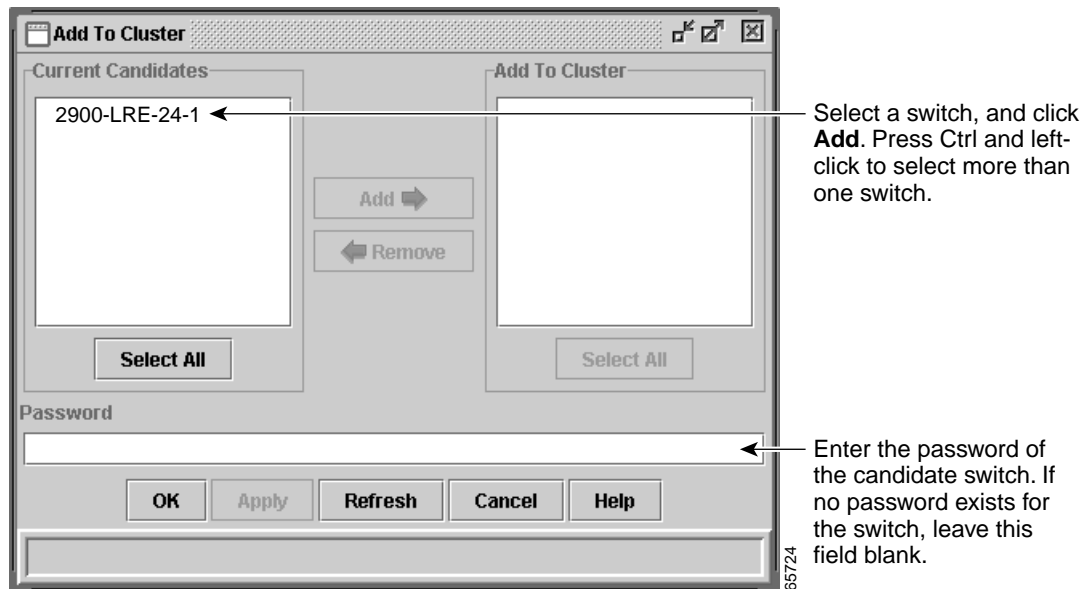 Add To Cluster
Current Candidates
Add To Cluster
2900-LRE-24-1
Add
Remove
Select All
Select All
Password
OK
Apply
Refresh
Cancel
Help
Select a switch, and click
Add. Press Ctrl and left-
click to select more than
one switch.
Enter the password of
the candidate switch. If
no password exists for
the switch, leave this
field blank.
65724